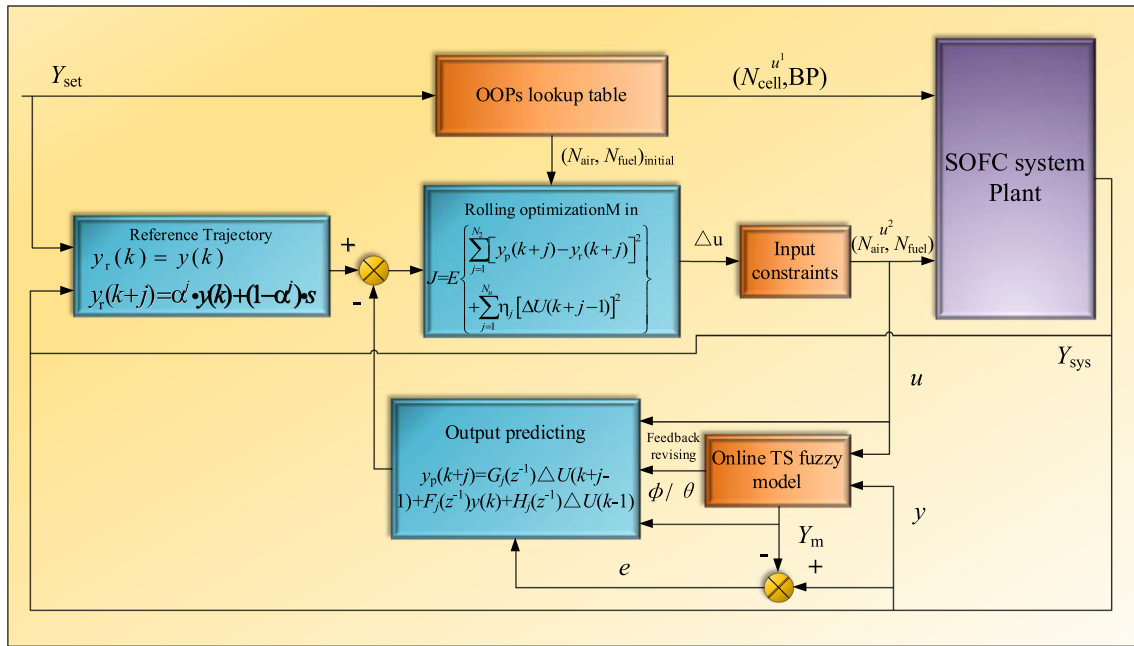 Y_set
OOPs lookup table
u^1
(N_cell,BP)
SOFC system
Plant
(N_air, N_fuel)_initial
Reference Trajectory
y_r(k) = y(k)
y_r(k+j)=α^j•y(k)+(1-α^j)•s
+
-
Rolling optimizationM in
J=E{∑_{j=1}^{N_2}[y_p(k+j)-y_r(k+j)]^2
+∑_{j=1}^{N_u}η_j[ΔU(k+j-1)]^2}
△u
Input
constraints
u^2
(N_air, N_fuel)
Y_sys
u
Output predicting
y_p(k+j)=G_j(z^-1)△U(k+j-
1)+F_j(z^-1)y(k)+H_j(z^-1)△U(k-1)
Feedback
revising
ϕ/ θ
Online TS fuzzy
model
y
Y_m
-
+
e